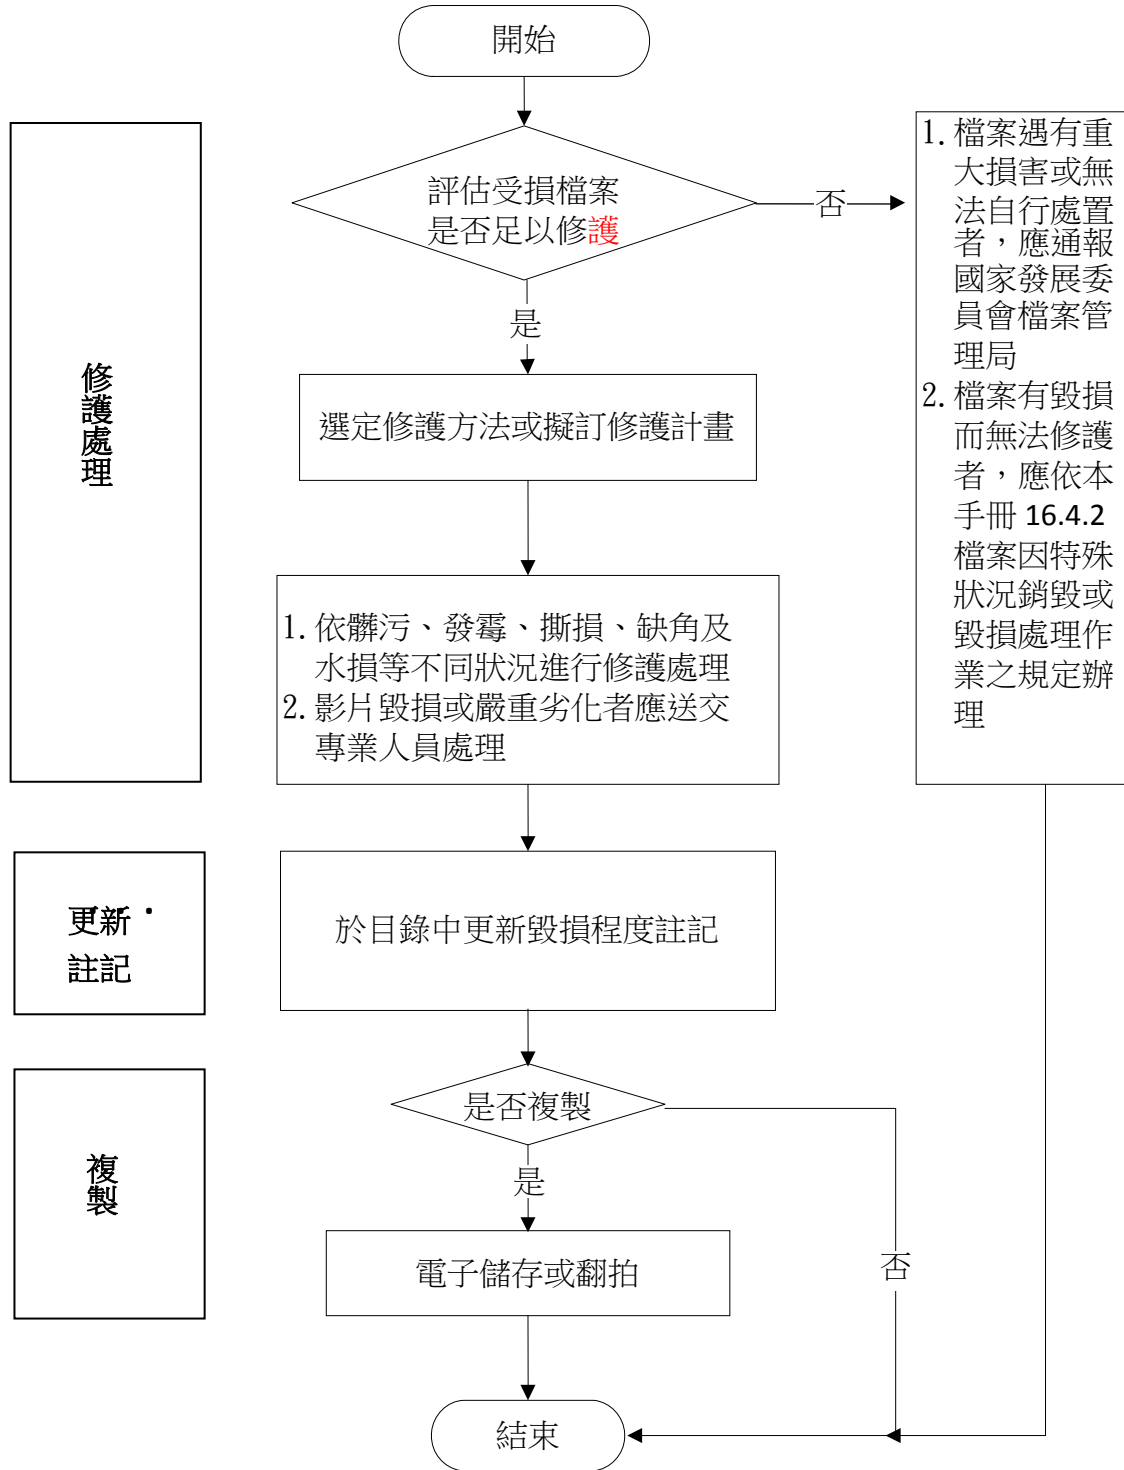 開始
評估受損檔案
是否足以修護
否
1. 檔案遇有重
大損害或無
法自行處置
者，應通報
國家發展委
員會檔案管
理局
2. 檔案有毀損
而無法修護
者，應依本
手冊 16.4.2
檔案因特殊
狀況銷毀或
毀損處理作
業之規定辦
理
是
修護處理
選定修護方法或擬訂修護計畫
1. 依髒污、發霉、撕損、缺角及
水損等不同狀況進行修護處理
2. 影片毀損或嚴重劣化者應送交
專業人員處理
更新
註記
於目錄中更新毀損程度註記
複製
是否複製
是
否
電子儲存或翻拍
結束